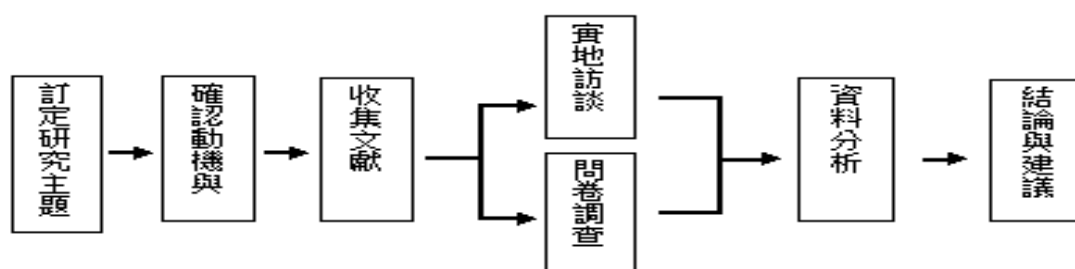 訂定研究主題
確認動機與
收集文獻
實地訪談
問卷調查
資料分析
結論與建議